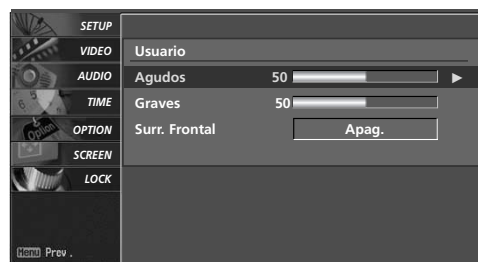 SETUP
VIDEO
AUDIO
TIME
OPTION
SCREEN
LOCK
Menu Prev.
Usuario
Agudos 50
Graves 50
Surr. Frontal Apag.